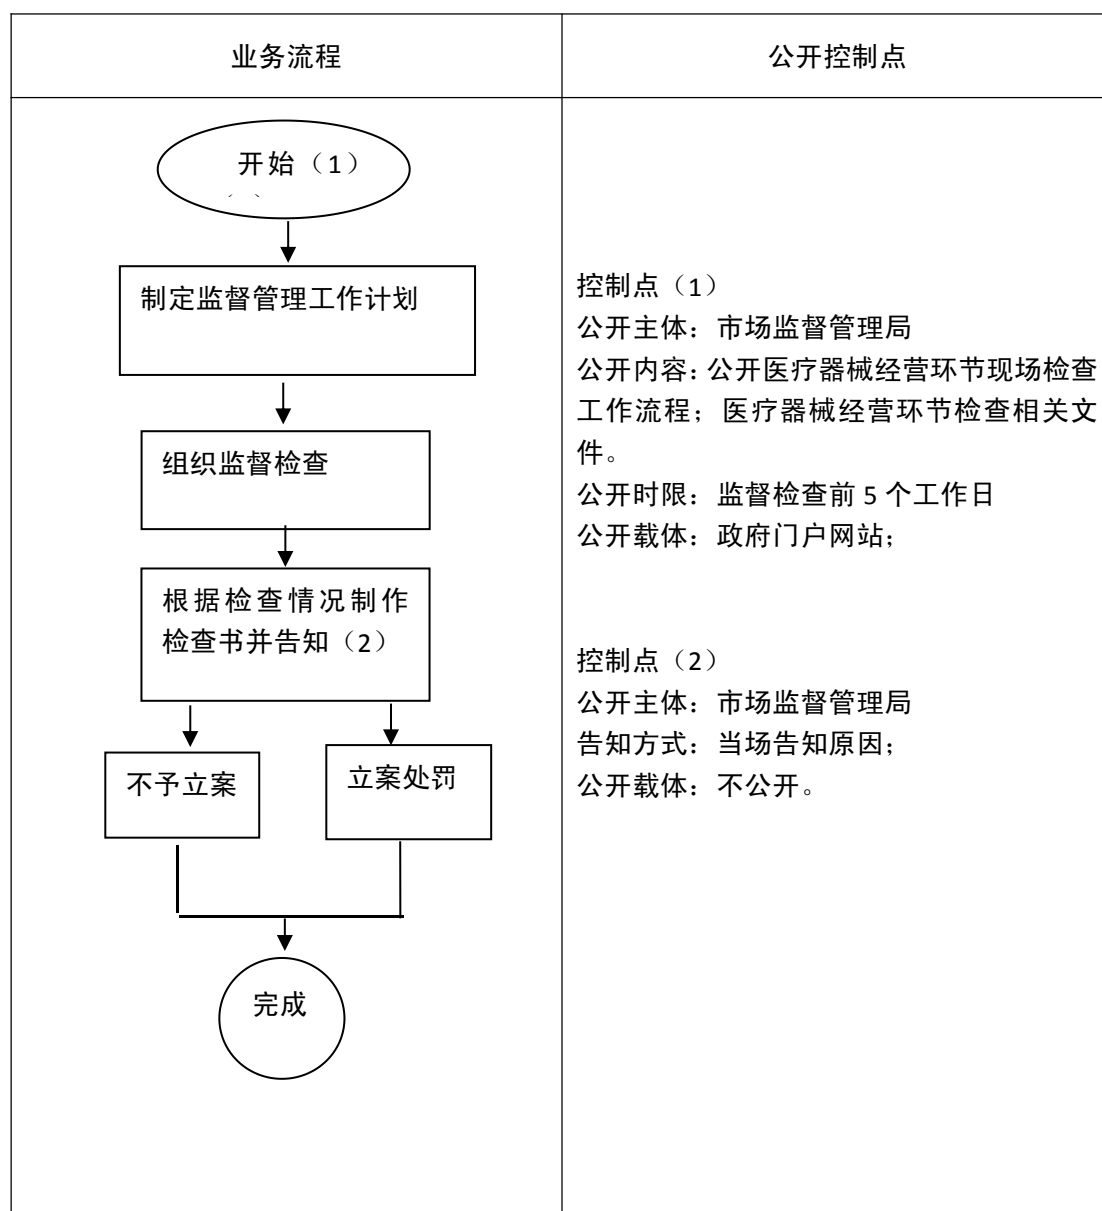 业务流程
公开控制点
开始（1）
制定监督管理工作计划
组织监督检查
根据检查情况制作
检查书并告知（2）
不予立案
立案处罚
完成
控制点（1）
公开主体：市场监督管理局
公开内容：公开医疗器械经营环节现场检查
工作流程；医疗器械经营环节检查相关文
件。
公开时限：监督检查前 5 个工作日
公开载体：政府门户网站；
控制点（2）
公开主体：市场监督管理局
告知方式：当场告知原因；
公开载体：不公开。